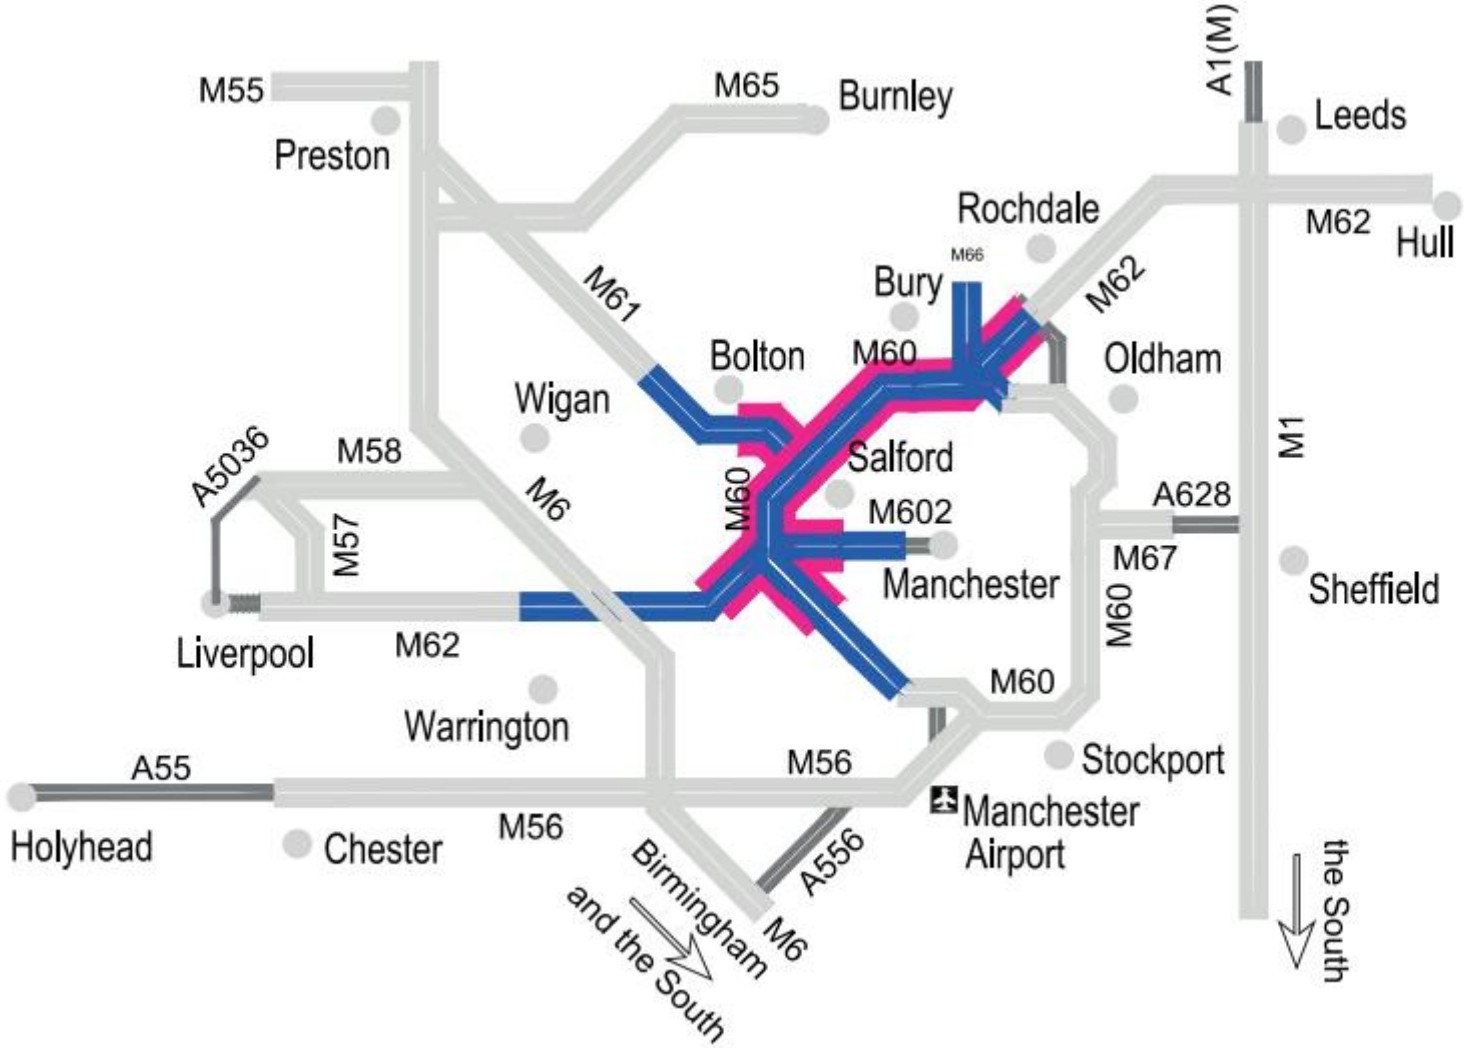 A1(M)
M55
M65
Burnley
Leeds
Preston
Rochdale
M62
Hull
M66
Bury
M62
M61
Bolton
M60
Oldham
Wigan
M1
A5036
M58
M6
M60
Salford
A628
M57
M602
Manchester
M67
Sheffield
Liverpool
M62
M60
M60
Warrington
Stockport
A55
M56
Manchester
Airport
Holyhead
Chester
M56
A556
Birmingham
and the South
M6
the South